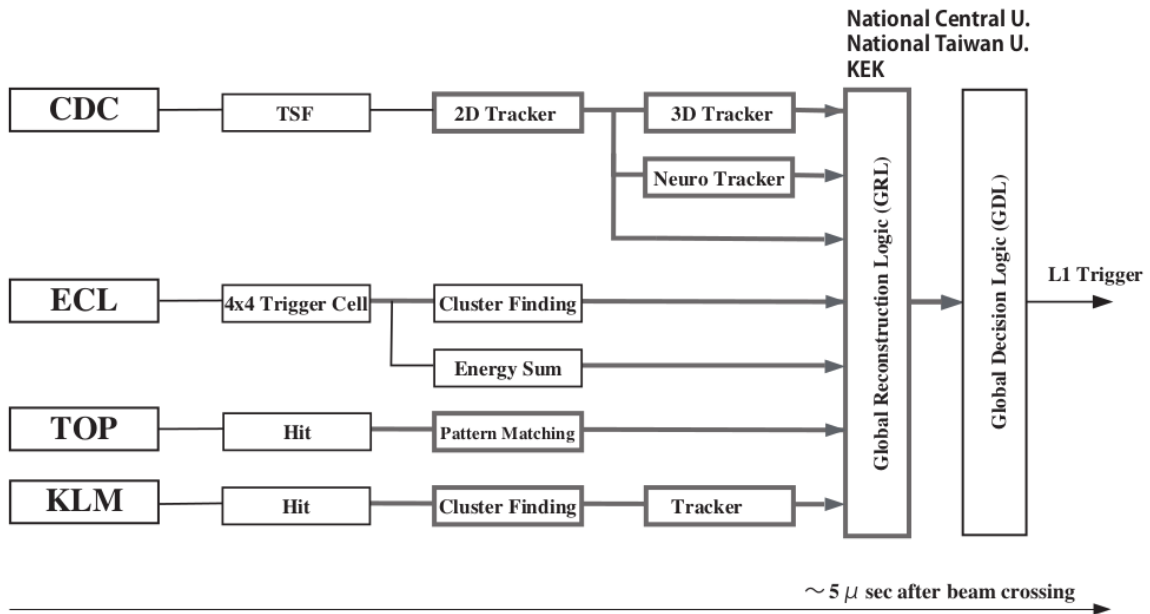 National Central U.
National Taiwan U.
KEK
CDC
TSF
2D Tracker
3D Tracker
Neuro Tracker
ECL
4x4 Trigger Cell
Cluster Finding
Energy Sum
TOP
Hit
Pattern Matching
KLM
Hit
Cluster Finding
Tracker
Global Reconstruction Logic (GRL)
Global Decision Logic (GDL)
L1 Trigger
～5 μ sec after beam crossing